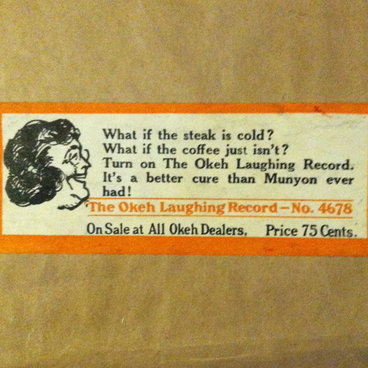 What if the steak is cold?
What if the coffee just isn't?
Turn on The Okeh Laughing Record.
It's a better cure than Munyon ever
had!
The Okeh Laughing Record – No. 4678
On Sale at All Okeh Dealers, Price 75 Cents.